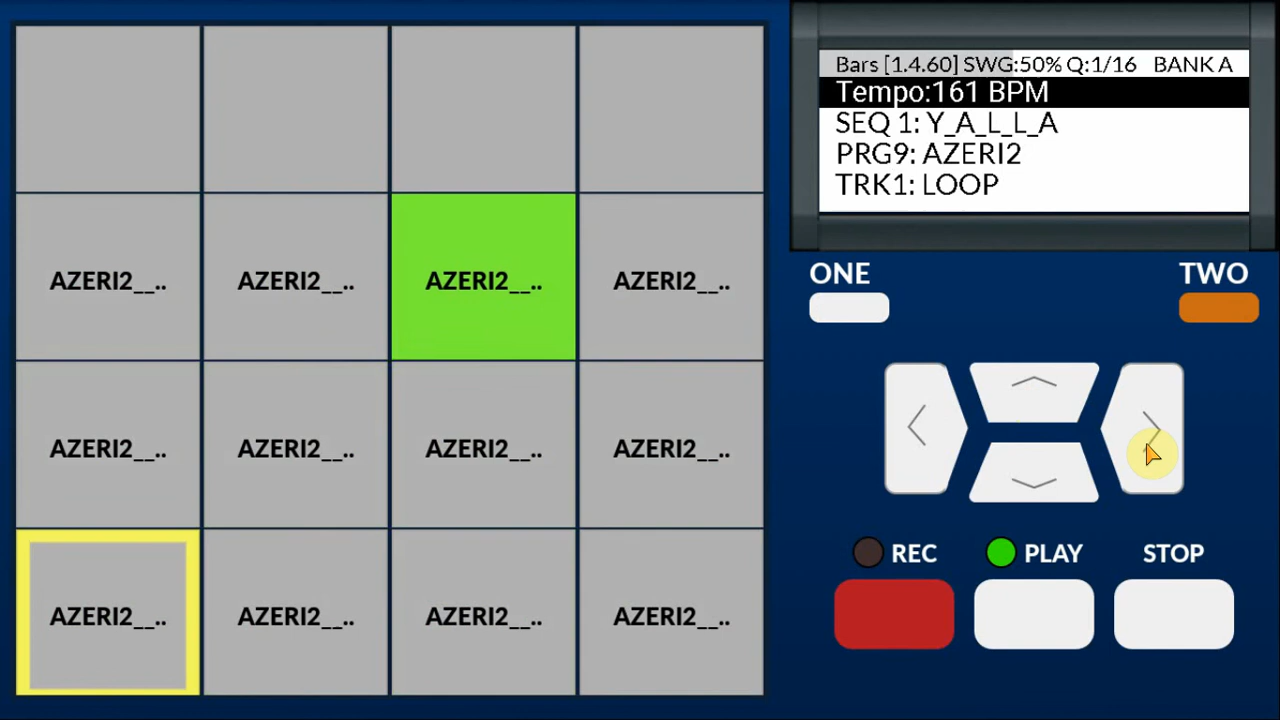 Bars [1.4.60] SWG:50% Q:1/16 BANK A
Tempo:161 BPM
SEQ 1: Y_A_L_L_A
PRG9: AZERI2
TRK1: LOOP
ONE TWO
AZERI2__.. AZERI2__.. AZERI2__.. AZERI2__..
AZERI2__.. AZERI2__.. AZERI2__.. AZERI2__..
AZERI2__.. AZERI2__.. AZERI2__.. AZERI2__..
REC PLAY STOP